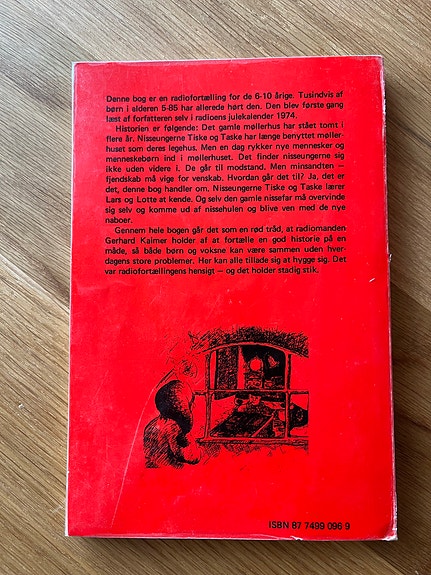 Denne bog er en radiofortælling for de 6-10 årige. Tusindvis af
børn i alderen 5-85 har allerede hørt den. Den blev første gang
læst af forfatteren selv i radioens julekalender 1974.
Historien er følgende: Det gamle møllerhus har stået tomt i
flere år. Nisseungerne Tiske og Taske har længe benyttet møller-
huset som deres legehus. Men en dag rykker nye mennesker og
menneskebørn ind i møllerhuset. Det finder nisseungerne sig
ikke uden videre i. De går til modstand. Men minsandten –
fjendskab må vige for venskab. Hvordan går det til? Ja, det er
det, denne bog handler om. Nisseungerne Tiske og Taske lærer
Lars og Lotte at kende. Og selv den gamle nissefar må overvinde
sig selv og komme ud af nissehulen og blive ven med de nye
naboer.
Gennem hele bogen går det som en rød tråd, at radiomanden
Gerhard Kaimer holder af at fortælle en god historie på en
måde, så både børn og voksne kan være sammen uden hver-
dagens store problemer. Her kan alle tillade sig at hygge sig. Det
var radiofortællingens hensigt – og det holder stadig stik.
ISBN 87 7499 096 9